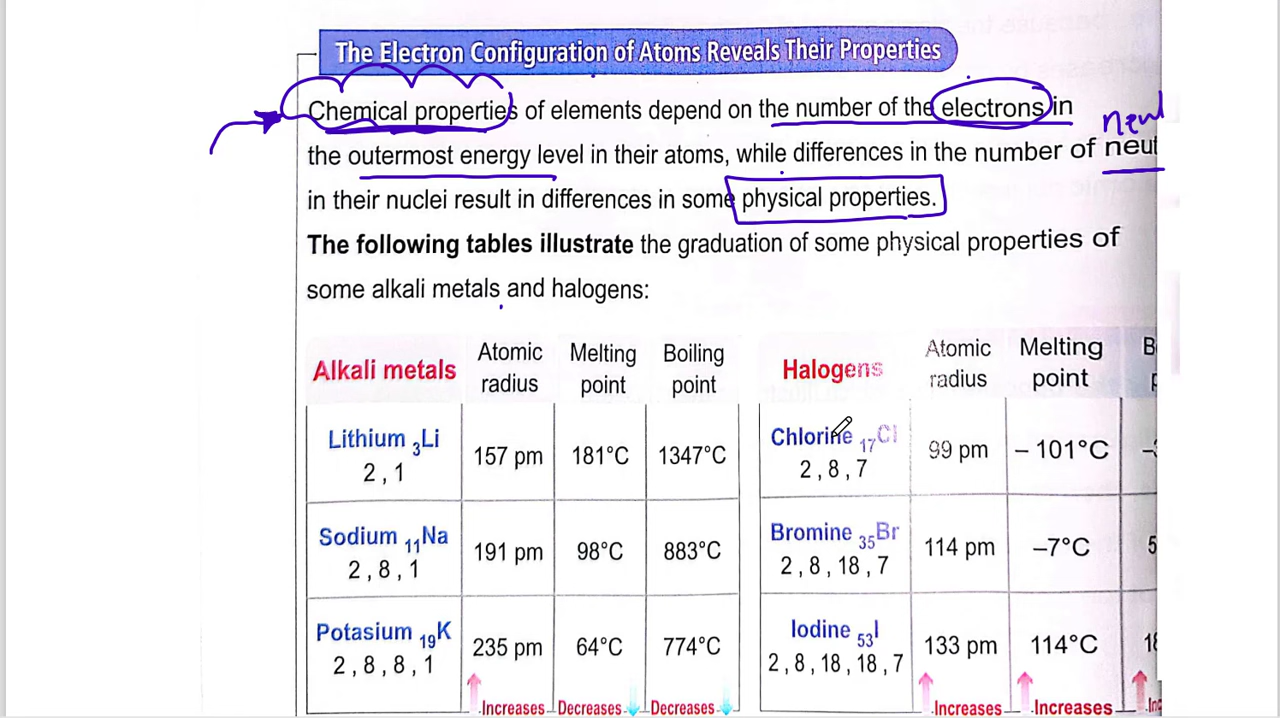 The Electron Configuration of Atoms Reveals Their Properties
Chemical properties of elements depend on the number of the electrons in
neut
the outermost energy level in their atoms, while differences in the number of neut
in their nuclei result in differences in some physical properties.
The following tables illustrate the graduation of some physical properties of
some alkali metals and halogens:
Alkali metals Atomic radius Melting point Boiling point Halogens Atomic radius Melting point B
Lithium 3Li 157 pm 181°C 1347°C Chlorine 17Cl 99 pm – 101°C
2 , 1 2 , 8 , 7
Sodium 11Na 191 pm 98°C 883°C Bromine 35Br 114 pm –7°C 5
2 , 8 , 1 2 , 8 , 18 , 7
Potasium 19K 235 pm 64°C 774°C Iodine 53I 133 pm 114°C 18
2 , 8 , 8 , 1 2 , 8 , 18 , 18 , 7
Increases Decreases Decreases Increases Increases Inc